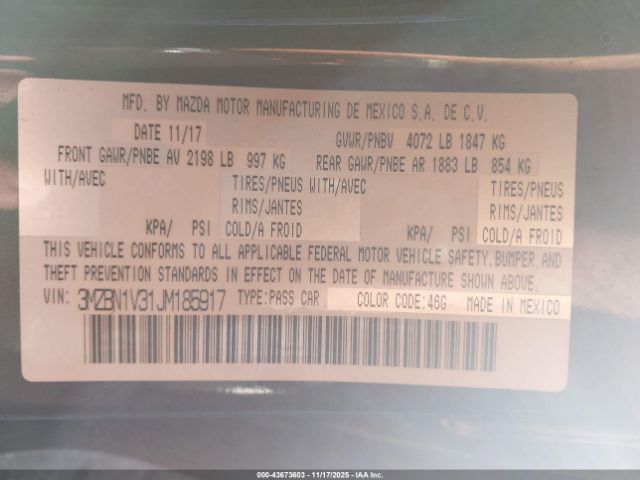 MFD. BY MAZDA MOTOR MANUFACTURING DE MEXICO S.A. DE C.V.
DATE 11/17 GVWR/PNBV 4072 LB 1847 KG
FRONT GAWR/PNBE AV 2198 LB 997 KG REAR GAWR/PNBE AR 1883 LB 854 KG
WITH/AVEC TIRES/PNEUS WITH/AVEC TIRES/PNEUS
RIMS/JANTES RIMS/JANTES
KPA/ PSI COLD/A FROID KPA/ PSI COLD/A FROID
THIS VEHICLE CONFORMS TO ALL APPLICABLE FEDERAL MOTOR VEHICLE SAFETY, BUMPER, AND
THEFT PREVENTION STANDARDS IN EFFECT ON THE DATE OF MANUFACTURE SHOWN ABOVE.
VIN: 3MZBN1V31JM185917 TYPE:PASS CAR COLOR CODE:46G MADE IN MEXICO
000-43673603 - 11/17/2025 - IAA Inc.